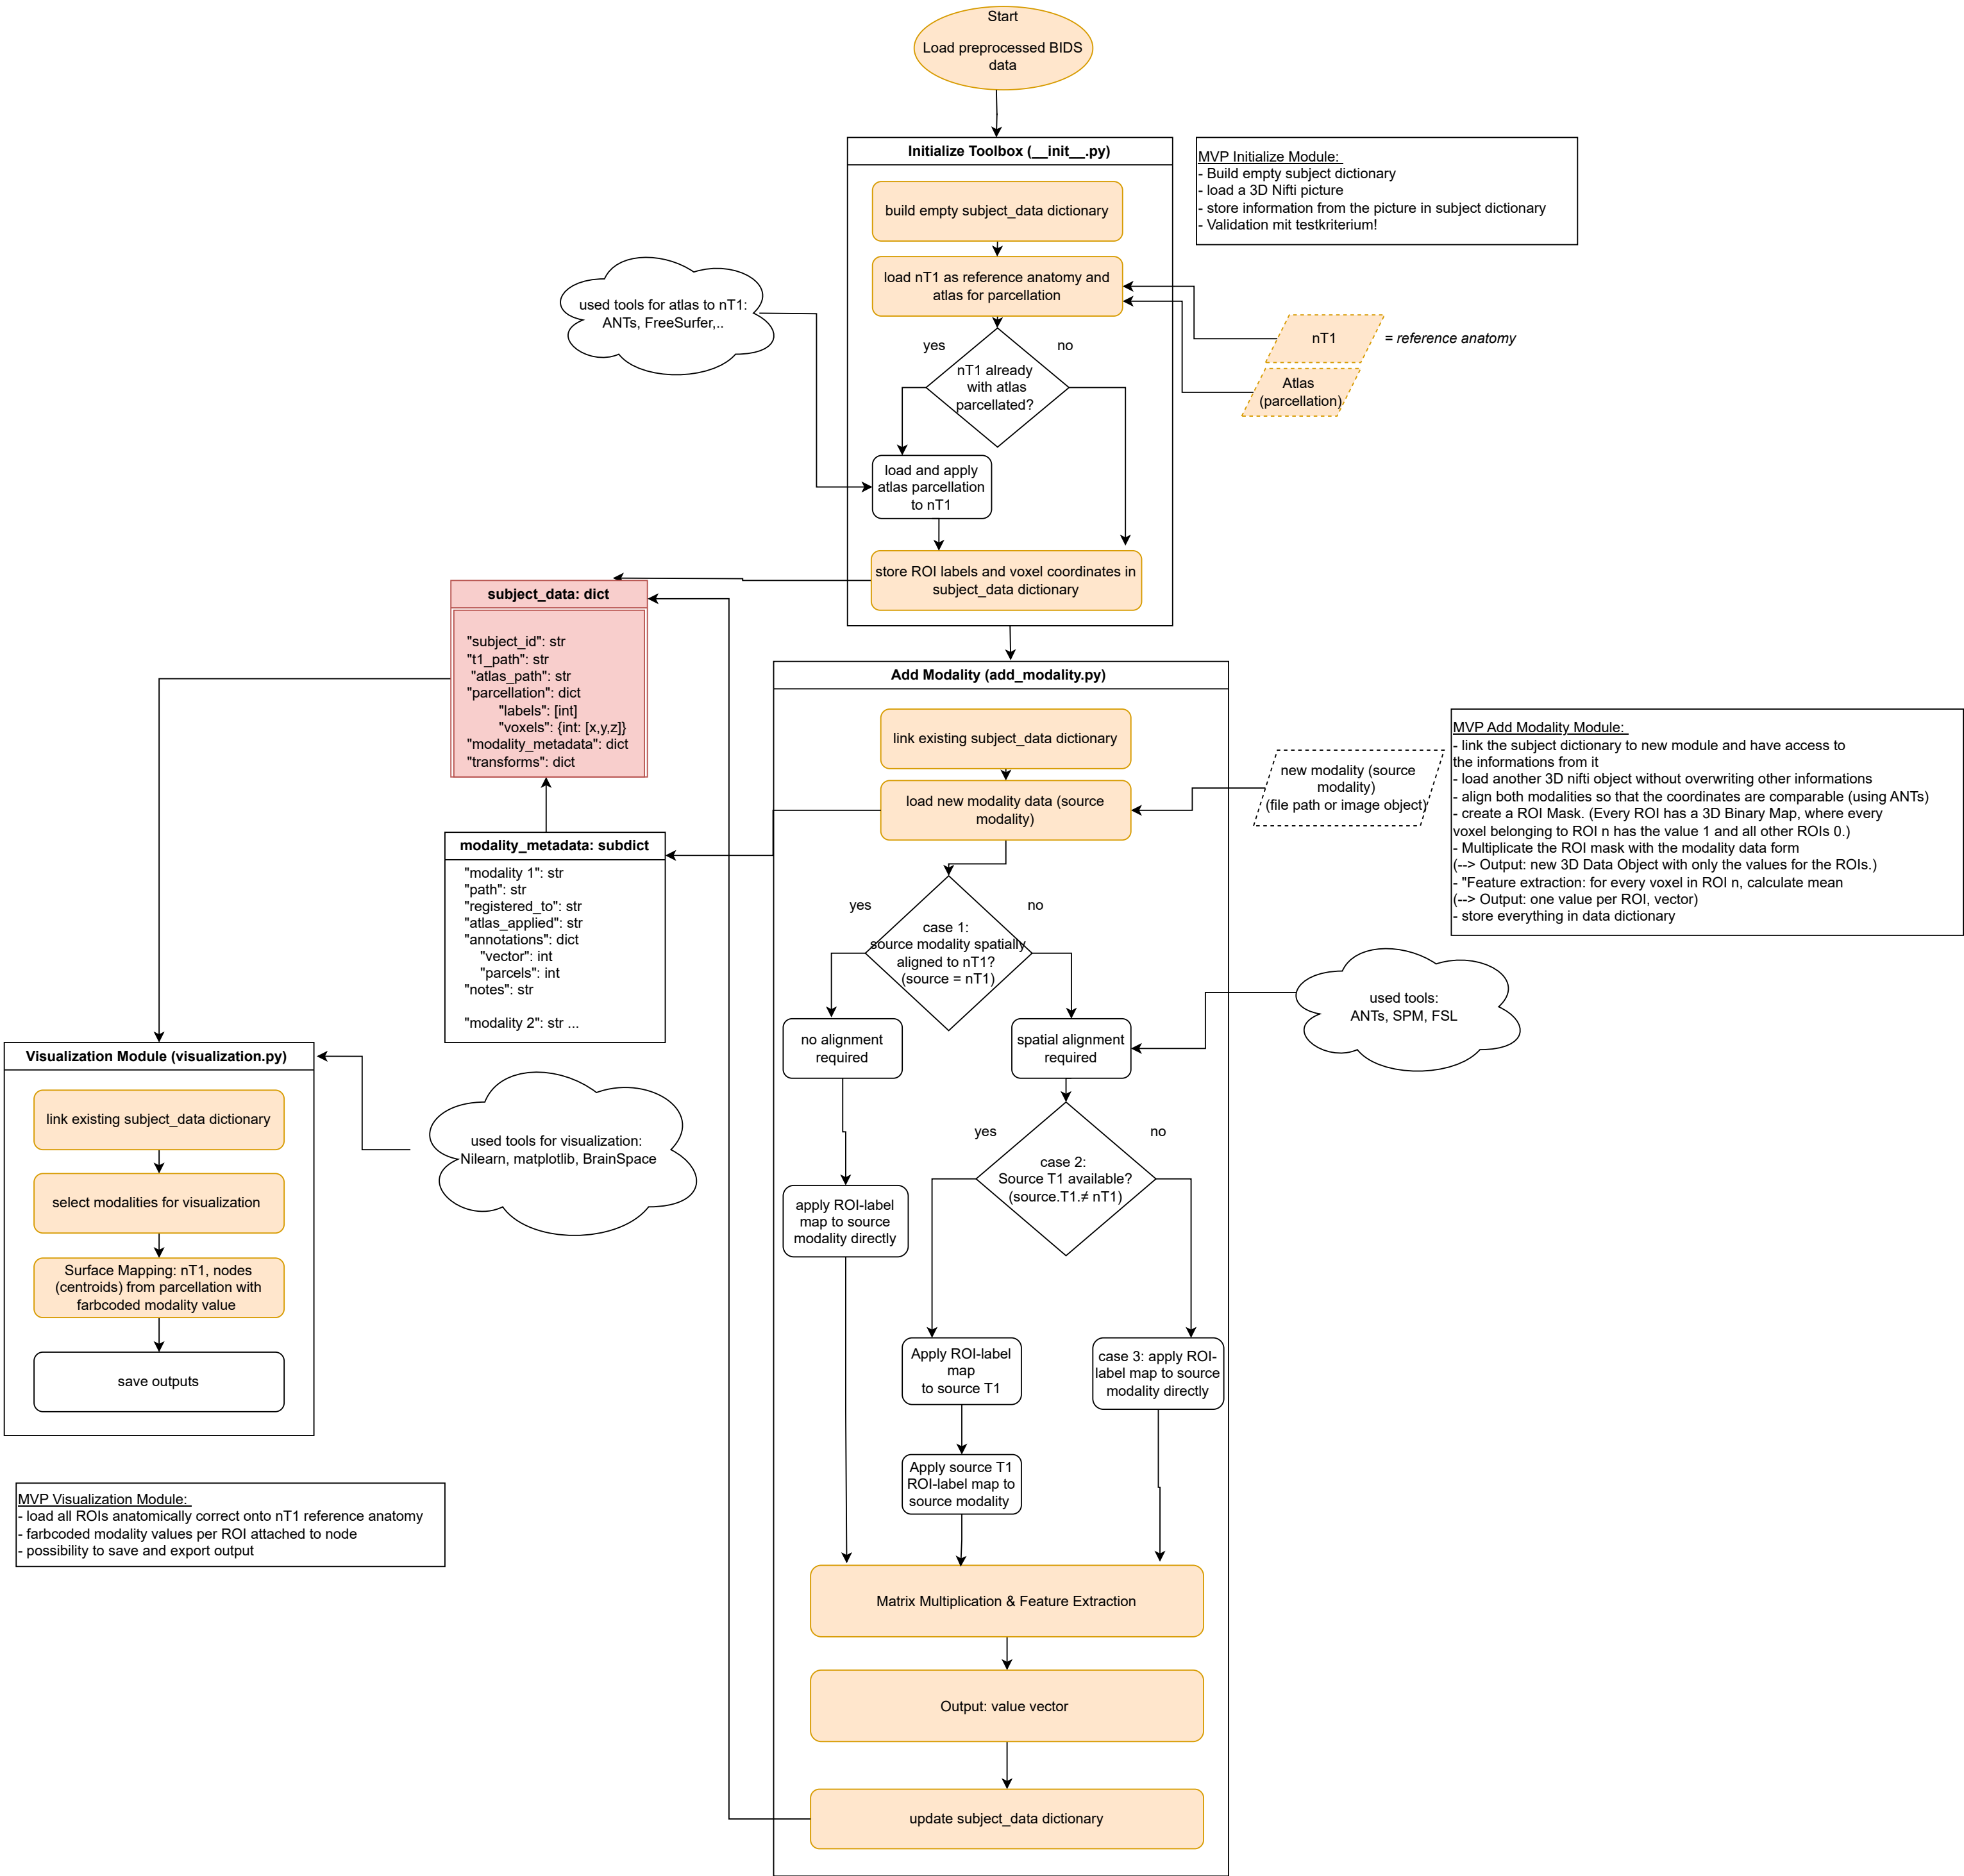 Start
Load preprocessed BIDS
data
Initialize Toolbox (__init__.py)
build empty subject_data dictionary
load nT1 as reference anatomy and
atlas for parcellation
yes
no
nT1 already
with atlas
parcellated?
load and apply
atlas parcellation
to nT1
store ROI labels and voxel coordinates in
subject_data dictionary
MVP Initialize Module:
- Build empty subject dictionary
- load a 3D Nifti picture
- store information from the picture in subject dictionary
- Validation mit testkriterium!
used tools for atlas to nT1:
ANTs, FreeSurfer,..
nT1
= reference anatomy
Atlas
(parcellation)
subject_data: dict
"subject_id": str
"t1_path": str
"atlas_path": str
"parcellation": dict
"labels": [int]
"voxels": {int: [x,y,z]}
"modality_metadata": dict
"transforms": dict
modality_metadata: subdict
"modality 1": str
"path": str
"registered_to": str
"atlas_applied": str
"annotations": dict
"vector": int
"parcels": int
"notes": str
"modality 2": str ...
Add Modality (add_modality.py)
link existing subject_data dictionary
load new modality data (source
modality)
yes
no
case 1:
source modality spatially
aligned to nT1?
(source = nT1)
no alignment
required
spatial alignment
required
yes
no
case 2:
Source T1 available?
(source.T1.≠ nT1)
apply ROI-label
map to source
modality directly
Apply ROI-label
map
to source T1
case 3: apply ROI-
label map to source
modality directly
Apply source T1
ROI-label map to
source modality
Matrix Multiplication & Feature Extraction
Output: value vector
update subject_data dictionary
new modality (source
modality)
(file path or image object)
MVP Add Modality Module:
- link the subject dictionary to new module and have access to
the informations from it
- load another 3D nifti object without overwriting other informations
- align both modalities so that the coordinates are comparable (using ANTs)
- create a ROI Mask. (Every ROI has a 3D Binary Map, where every
voxel belonging to ROI n has the value 1 and all other ROIs 0.)
- Multiplicate the ROI mask with the modality data form
(--> Output: new 3D Data Object with only the values for the ROIs.)
- "Feature extraction: for every voxel in ROI n, calculate mean
(--> Output: one value per ROI, vector)
- store everything in data dictionary
used tools:
ANTs, SPM, FSL
Visualization Module (visualization.py)
link existing subject_data dictionary
select modalities for visualization
Surface Mapping: nT1, nodes
(centroids) from parcellation with
farbcoded modality value
save outputs
used tools for visualization:
Nilearn, matplotlib, BrainSpace
MVP Visualization Module:
- load all ROIs anatomically correct onto nT1 reference anatomy
- farbcoded modality values per ROI attached to node
- possibility to save and export output